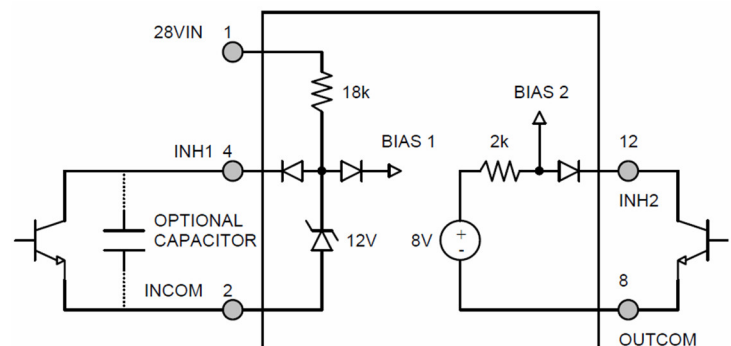 28VIN 1
18k
BIAS 2
INH1 4
BIAS 1
2k
12
INH2
OPTIONAL
CAPACITOR
12V
8V
+
-
INCOM 2
8
OUTCOM